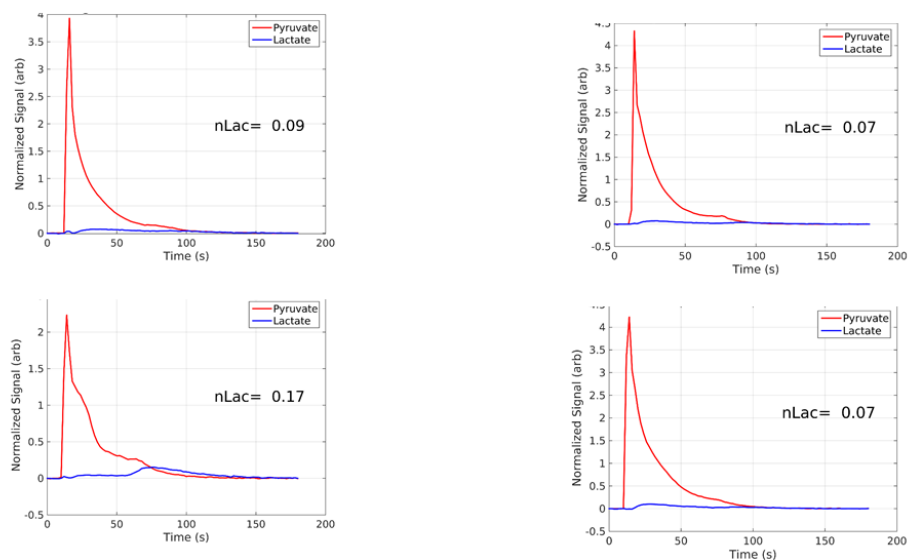 4
3.5
3
2.5
2
1.5
1
0.5
0
0 50 100 150 200
Time (s)
Normalized Signal (arb)
Pyruvate
Lactate
nLac= 0.09
4.5
4
3.5
3
2.5
2
1.5
1
0.5
0
-0.5
0 50 100 150 200
Time (s)
Normalized Signal (arb)
Pyruvate
Lactate
nLac= 0.07
2
1.5
1
0.5
0
-0.5
0 50 100 150 200
Time (s)
Normalized Signal (arb)
Pyruvate
Lactate
nLac= 0.17
4
3.5
3
2.5
2
1.5
1
0.5
0
-0.5
0 50 100 150 200
Time (s)
Normalized Signal (arb)
Pyruvate
Lactate
nLac= 0.07